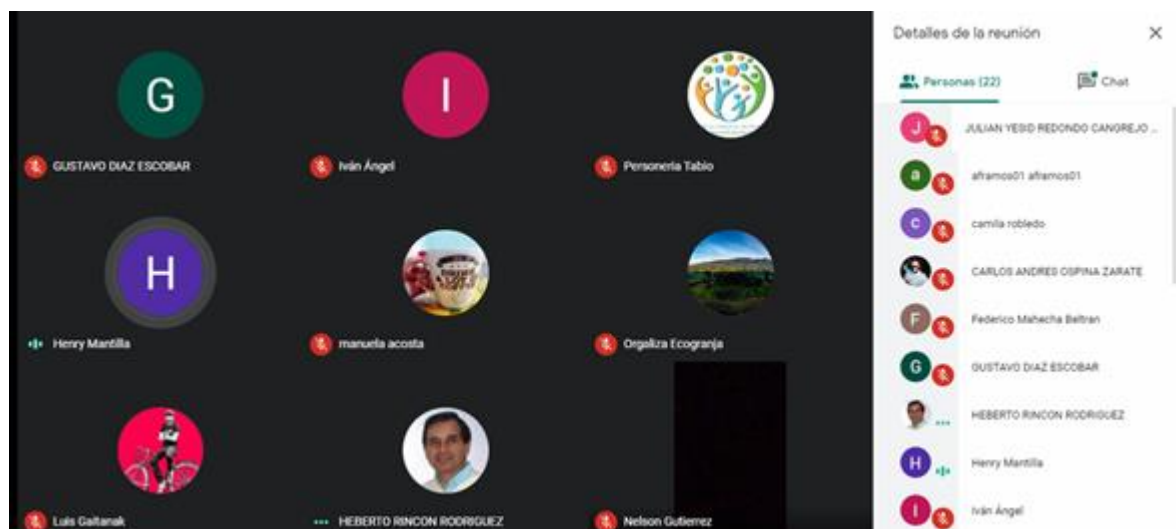 G
GUSTAVO DIAZ ESCOBAR
I
Iván Ángel
Personeria Tabio
H
Henry Mantilla
manuela acosta
Orgaliza Ecogranja
Luis Gaitanak
HEBERTO RINCON RODRIGUEZ
Nelson Gutierrez
Detalles de la reunión
Personas (22)
Chat
J
JULIAN YESID REDONDO CANGREJO ...
a
aframos01 aframos01
c
camila robledo
CARLOS ANDRES OSPINA ZARATE
F
Federico Mahecha Beltran
G
GUSTAVO DIAZ ESCOBAR
HEBERTO RINCON RODRIGUEZ
H
Henry Mantilla
I
Iván Ángel